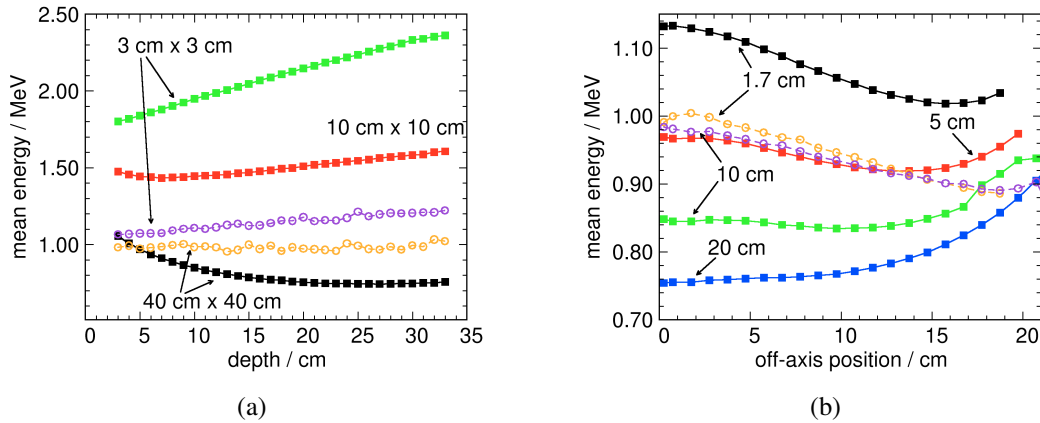 2.50
2.00
1.50
1.00
mean energy / MeV
3 cm x 3 cm
10 cm x 10 cm
40 cm x 40 cm
0 5 10 15 20 25 30 35
depth / cm
(a)
1.10
1.00
0.90
0.80
0.70
mean energy / MeV
1.7 cm
5 cm
10 cm
20 cm
0 5 10 15 20
off-axis position / cm
(b)